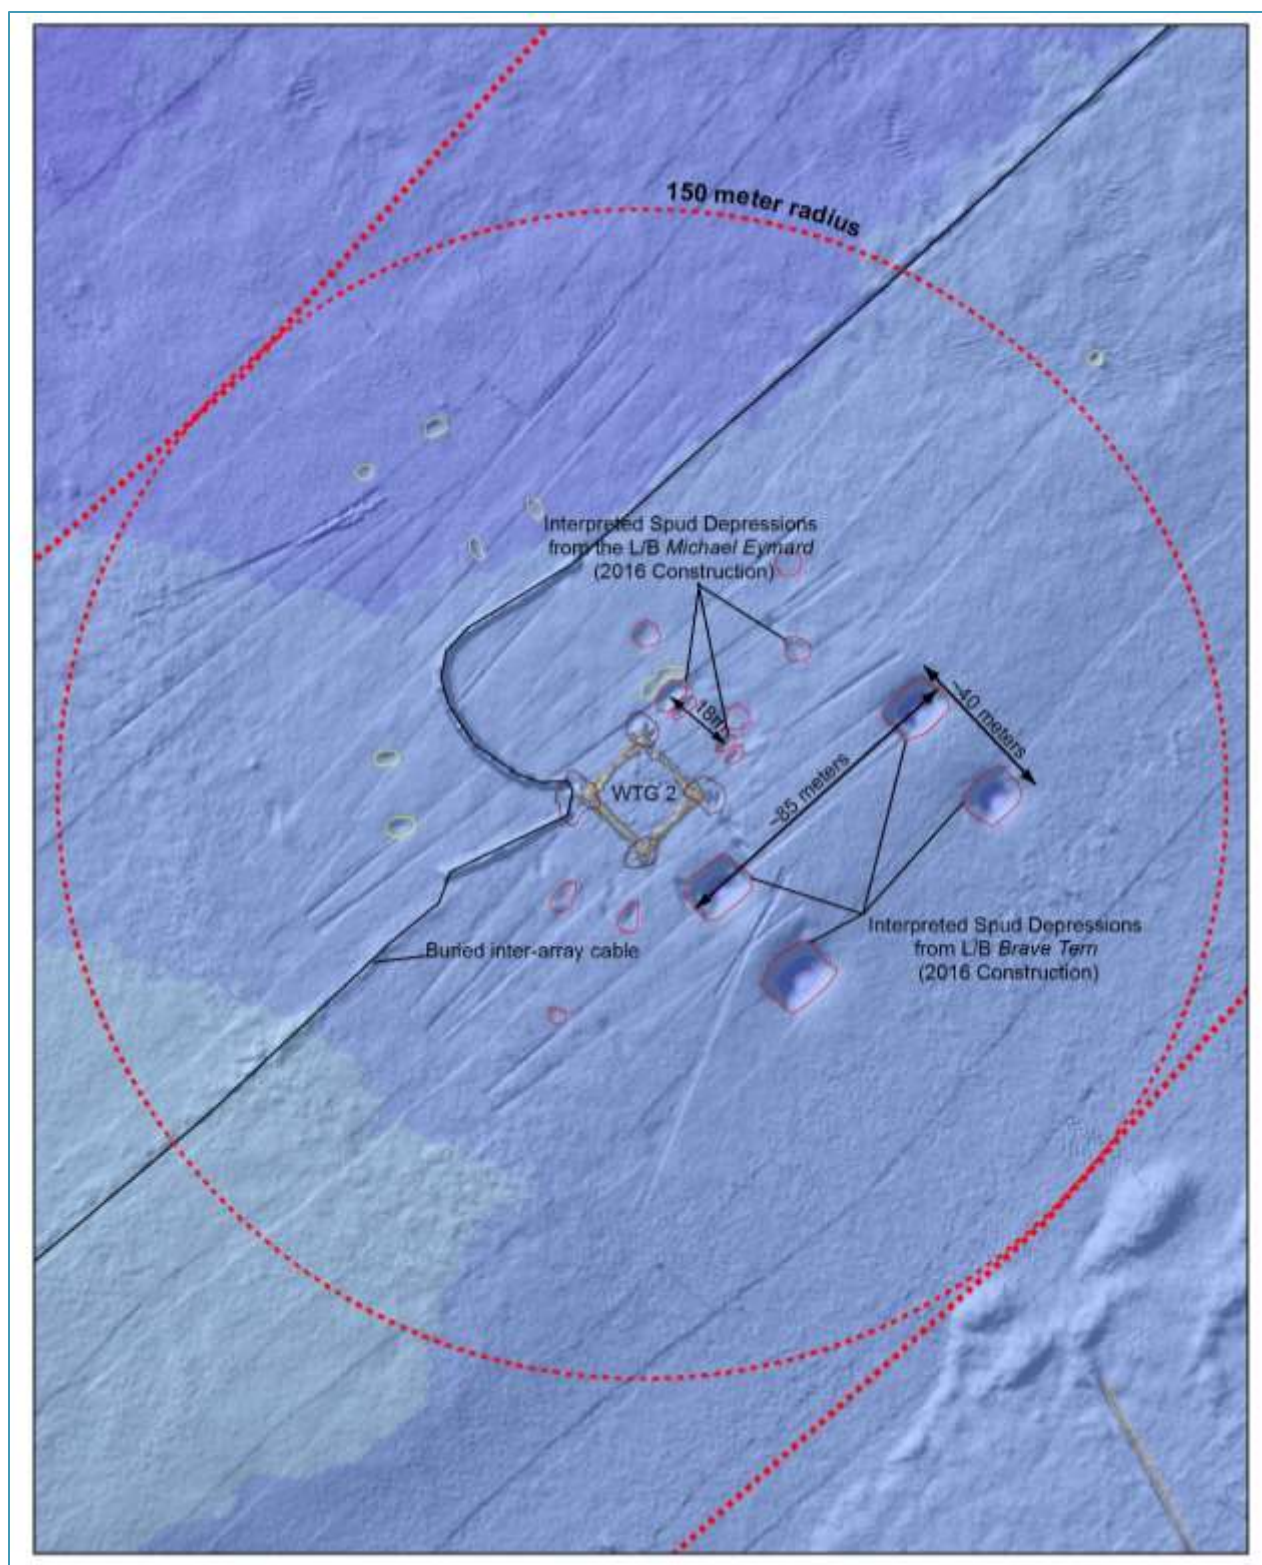 150 meter radius
Interpreted Spud Depressions
from the L/B Michael Eymard
(2016 Construction)
18m
~40 meters
WTG 2
~85 meters
Interpreted Spud Depressions
from L/B Brave Tern
(2016 Construction)
Buried inter-array cable